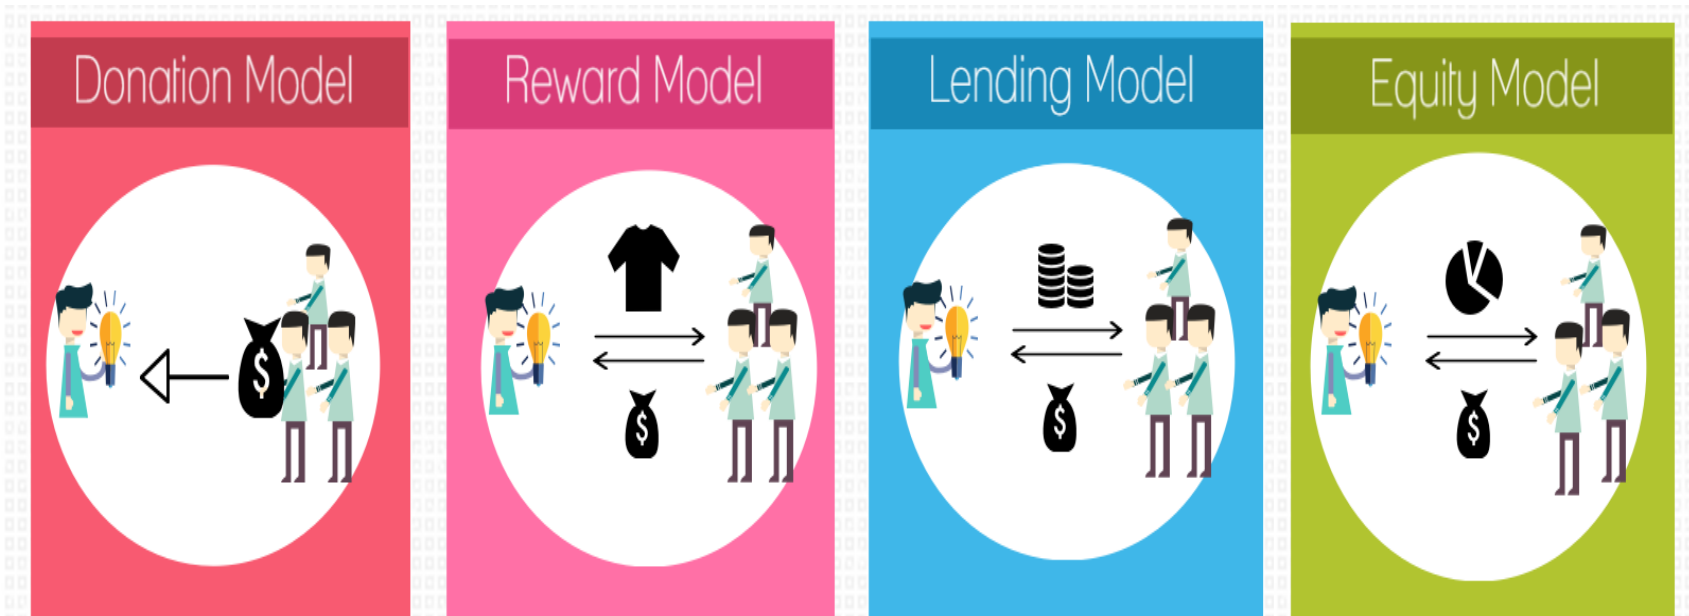 Donation Model
Reward Model
Lending Model
Equity Model
$
$
$
$